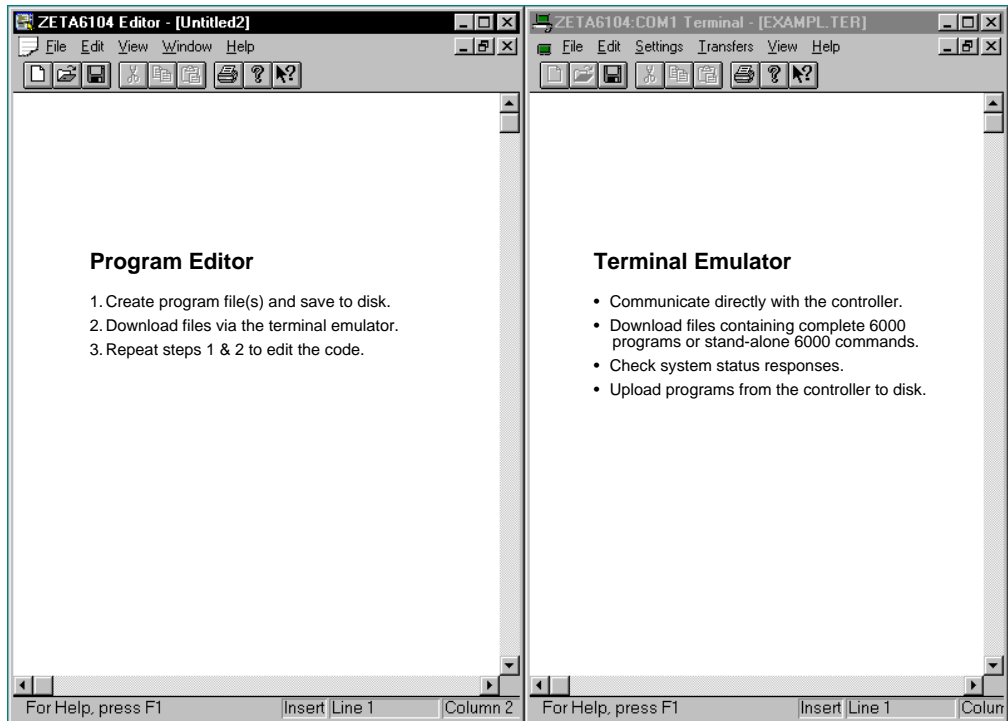 ZETA6104 Editor - [Untitled2]
File Edit View Window Help
Program Editor
1. Create program file(s) and save to disk.
2. Download files via the terminal emulator.
3. Repeat steps 1 & 2 to edit the code.
For Help, press F1
Insert Line 1
Column 2
ZETA6104:COM1 Terminal - [EXAMPL.TER]
File Edit Settings Transfers View Help
Terminal Emulator
• Communicate directly with the controller.
• Download files containing complete 6000
programs or stand-alone 6000 commands.
• Check system status responses.
• Upload programs from the controller to disk.
For Help, press F1
Insert Line 1
Colum